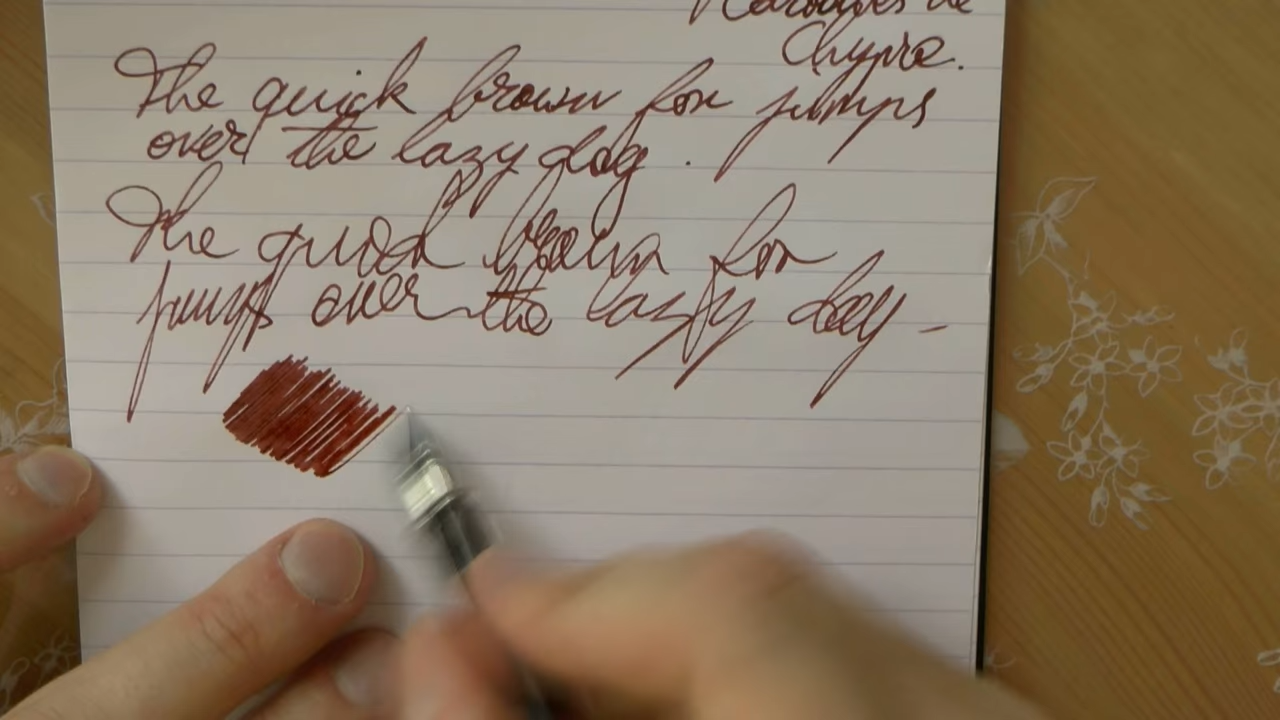 de
Chypre.
The quick brown fox jumps
over the lazy dog.
The quick brown fox
jumps over the lazy dog -